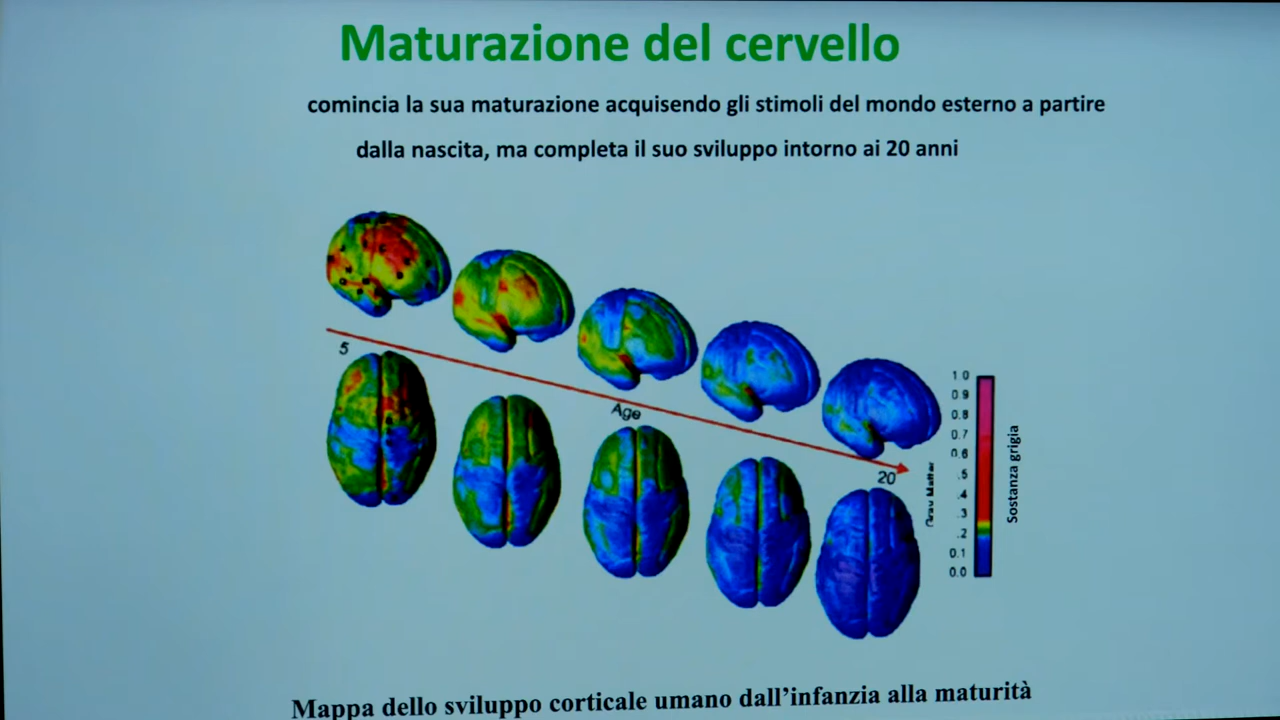 Maturazione del cervello
comincia la sua maturazione acquisendo gli stimoli del mondo esterno a partire
dalla nascita, ma completa il suo sviluppo intorno ai 20 anni
5
Age
20
1.0
0.9
0.8
0.7
0.6
.5
.4
.3
.2
0.1
0.0
Gray Matter
Sostanza grigia
Mappa dello sviluppo corticale umano dall'infanzia alla maturità